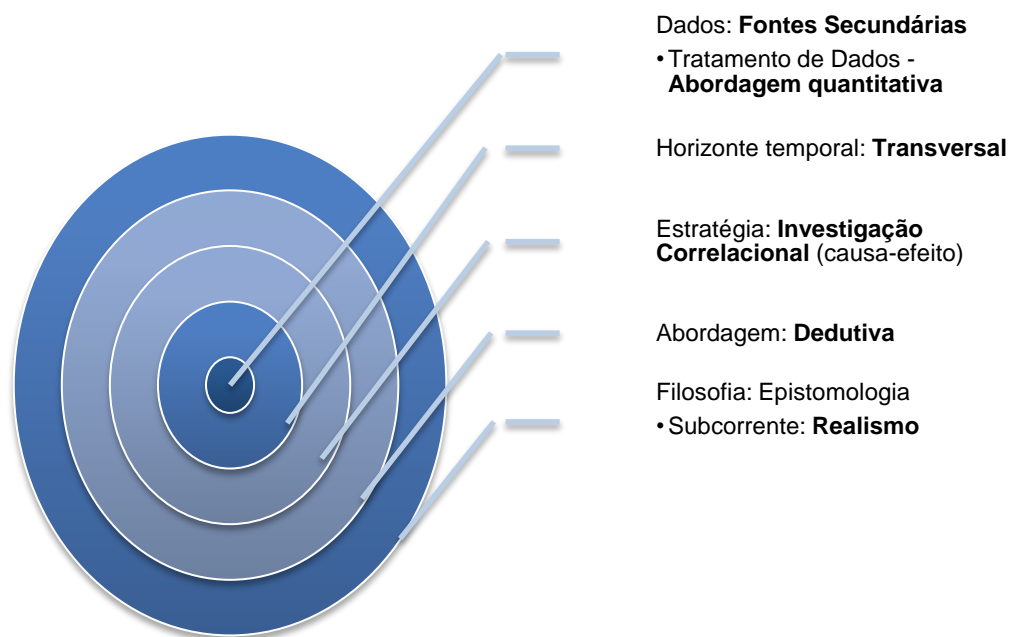 Dados: Fontes Secundárias
• Tratamento de Dados -
Abordagem quantitativa
Horizonte temporal: Transversal
Estratégia: Investigação
Correlacional (causa-efeito)
Abordagem: Dedutiva
Filosofia: Epistomologia
• Subcorrente: Realismo